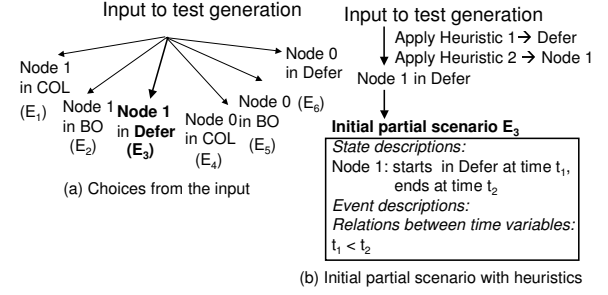 Input to test generation
Node 1
in COL
(E1)
Node 1
in BO
(E2)
Node 1
in Defer
(E3)
Node 0
in COL
(E4)
Node 0 (E6)
in BO
(E5)
Node 0
in Defer
(a) Choices from the input
Input to test generation
Apply Heuristic 1→ Defer
Apply Heuristic 2 → Node 1
Node 1 in Defer
Initial partial scenario E3
State descriptions:
Node 1: starts in Defer at time t1,
ends at time t2
Event descriptions:
Relations between time variables:
t1 < t2
(b) Initial partial scenario with heuristics